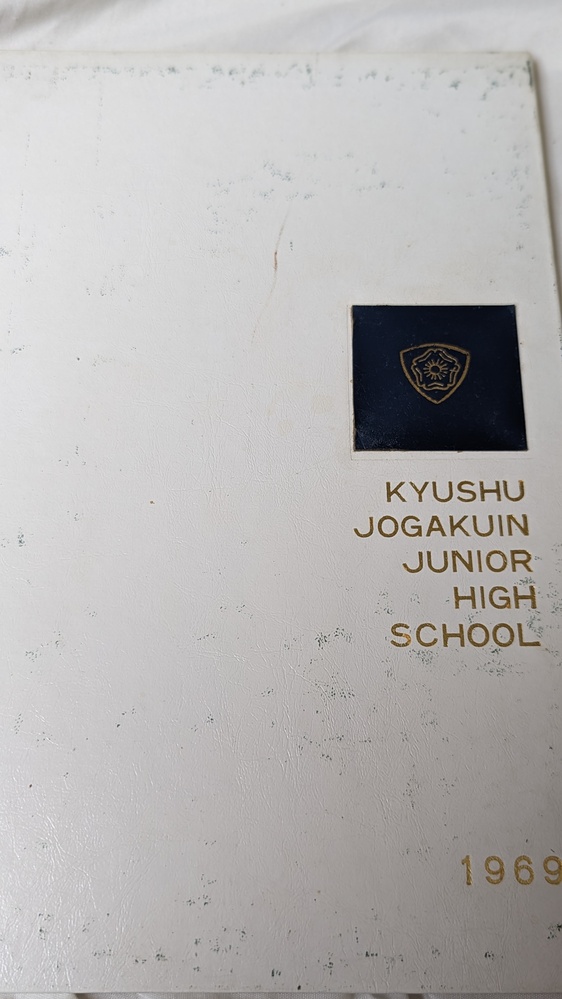 KYUSHU
JOGAKUIN
JUNIOR
HIGH
SCHOOL
1969